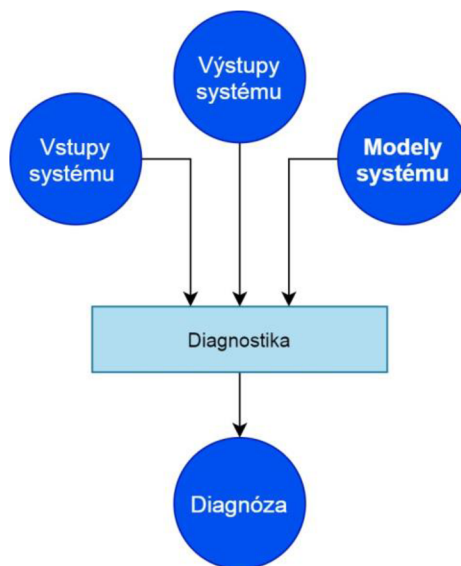 Výstupy
systému
Vstupy
systému
Modely
systému
Diagnostika
Diagnóza